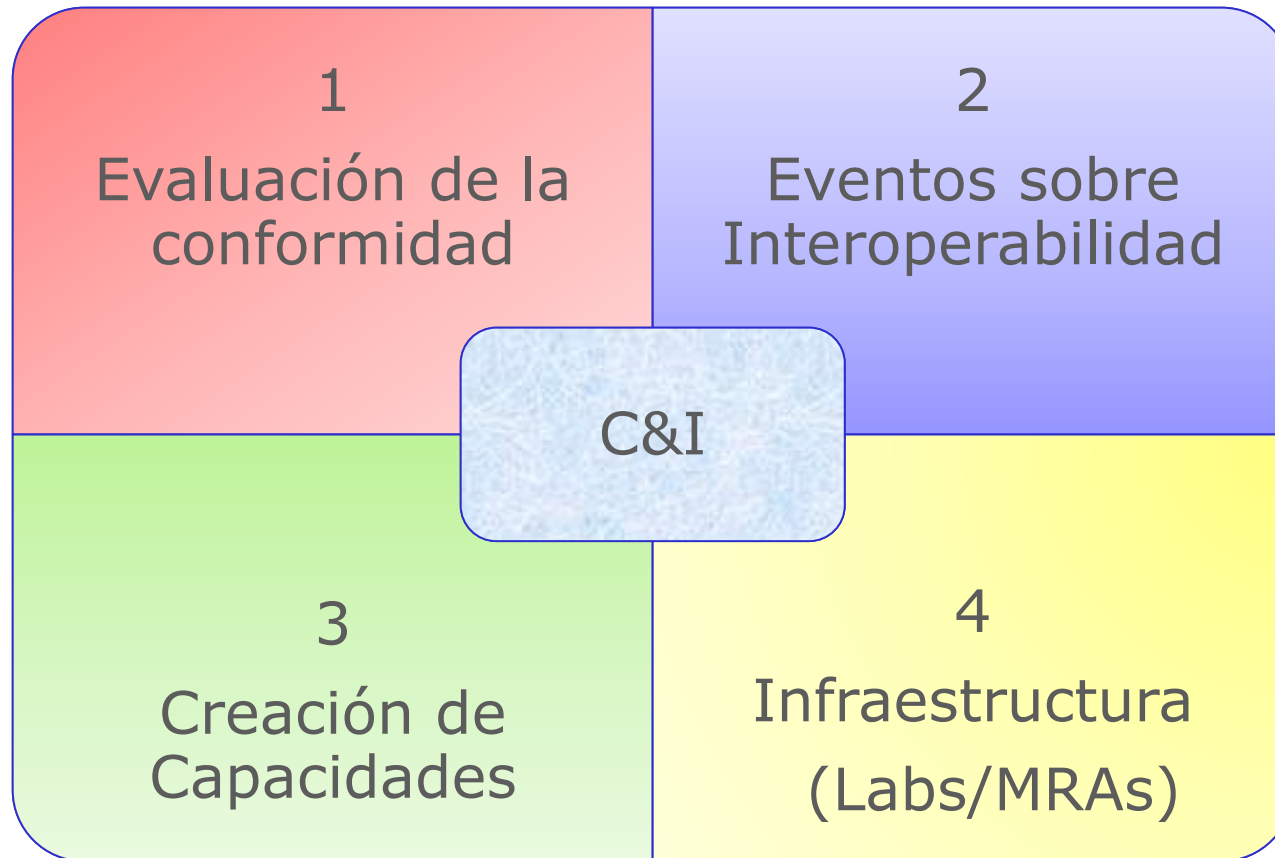 1
Evaluación de la
conformidad
2
Eventos sobre
Interoperabilidad
C&I
3
Creación de
Capacidades
4
Infraestructura
(Labs/MRAs)